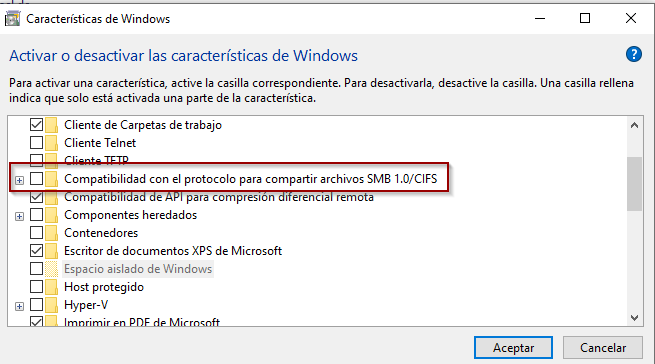 Características de Windows
Activar o desactivar las características de Windows
?
Para activar una característica, active la casilla correspondiente. Para desactivarla, desactive la casilla. Una casilla rellena
indica que solo está activada una parte de la característica.
Cliente de Carpetas de trabajo
Cliente Telnet
Cliente TFTP
Compatibilidad con el protocolo para compartir archivos SMB 1.0/CIFS
Compatibilidad de API para compresión diferencial remota
Componentes heredados
Contenedores
Escritor de documentos XPS de Microsoft
Espacio aislado de Windows
Host protegido
Hyper-V
Imprimir en PDF de Microsoft
Aceptar
Cancelar